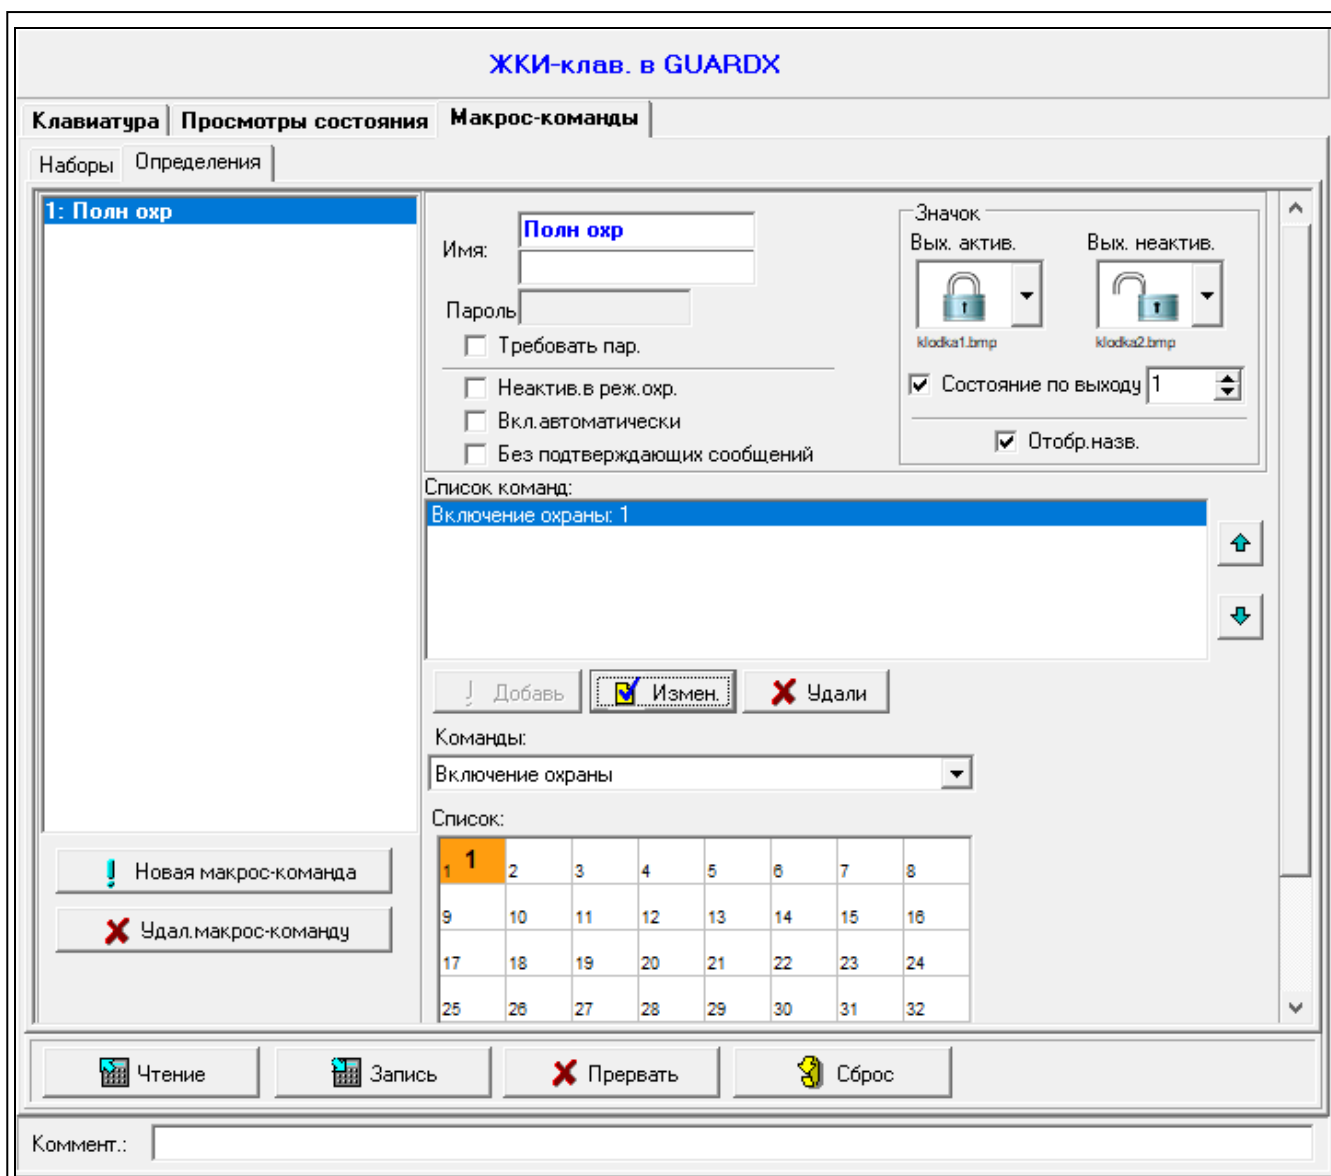 ЖКИ-клав. в GUARDX
Клавиатура Просмотры состояния Макрос-команды
Наборы Определения
1: Полн охр
Имя: Полн охр
Пароль
Требовать пар.
Неактив.в реж.охр.
Вкл.автоматически
Без подтверждающих сообщений
Значок
Вых. актив. Вых. неактив.
klodka1.bmp klodka2.bmp
Состояние по выходу 1
Отобр.назв.
Список команд:
Включение охраны: 1
Добавь Измен. Удали
Команды:
Включение охраны
Список:
1 1 2 3 4 5 6 7 8
9 10 11 12 13 14 15 16
17 18 19 20 21 22 23 24
25 26 27 28 29 30 31 32
Новая макрос-команда
Удал.макрос-команду
Чтение Запись Прервать Сброс
Коммент.: